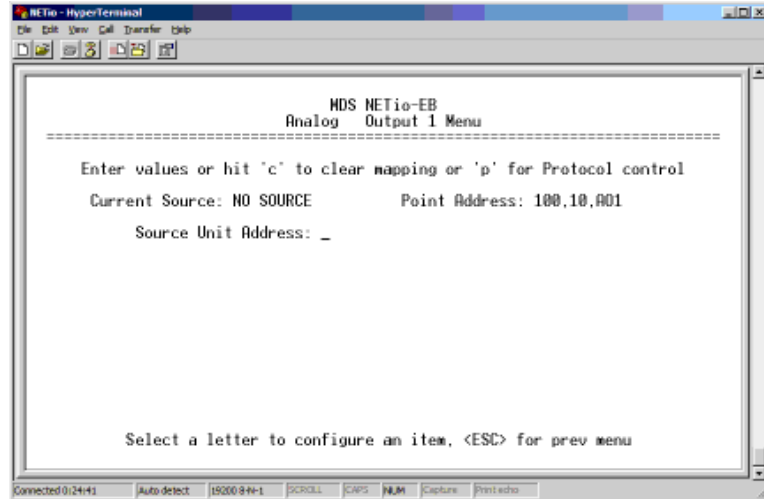 NETio - HyperTerminal
File Edit View Call Transfer Help
MDS NETio-EB
Analog Output 1 Menu
==========================================================================
Enter values or hit 'c' to clear mapping or 'p' for Protocol control
Current Source: NO SOURCE Point Address: 100,10,AO1
Source Unit Address: _
Select a letter to configure an item, <ESC> for prev menu
Connected 0:24:41 Auto detect 19200 8-N-1 SCROLL CAPS NUM Capture Print echo